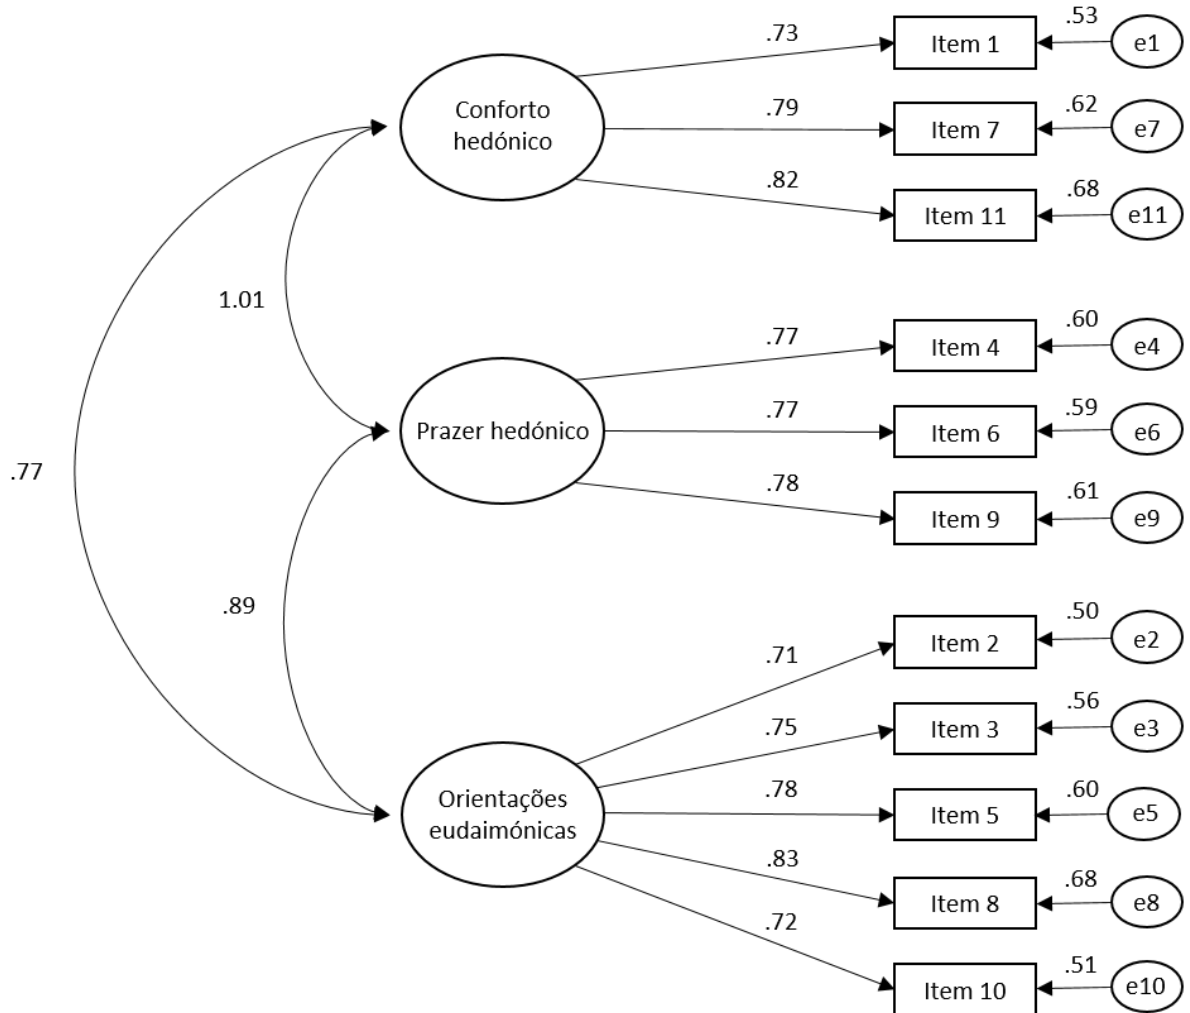 .73
Item 1
.53
e1
Conforto
hedónico
.79
Item 7
.62
e7
.82
Item 11
.68
e11
1.01
.77
Item 4
.60
e4
Prazer hedónico
.77
Item 6
.59
e6
.78
Item 9
.61
e9
.77
.89
.71
Item 2
.50
e2
.75
Item 3
.56
e3
Orientações
eudaimónicas
.78
Item 5
.60
e5
.83
Item 8
.68
e8
.72
Item 10
.51
e10